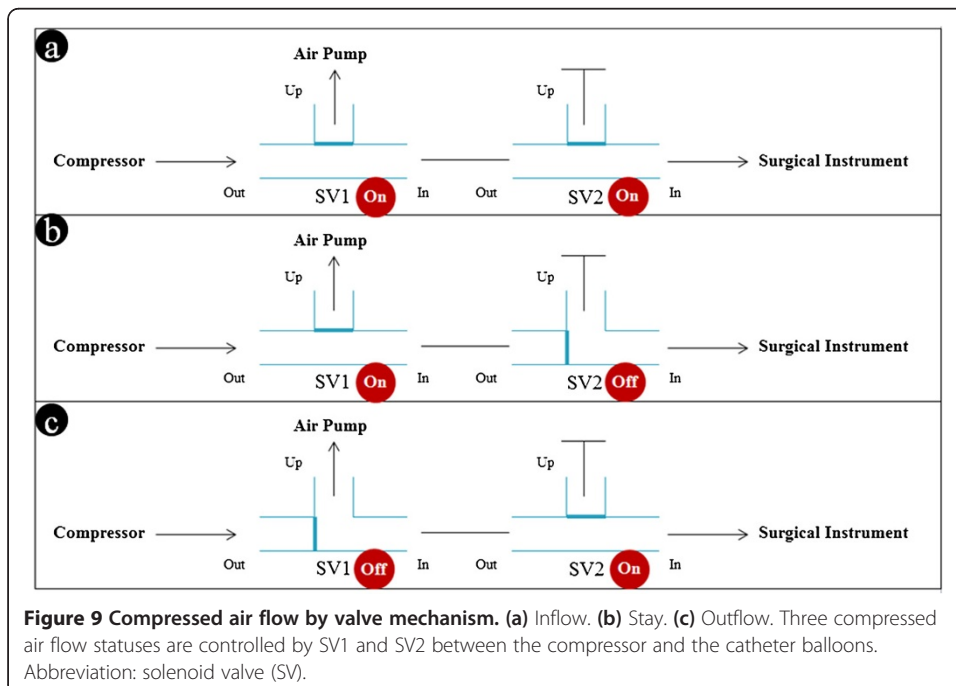 a
Air Pump
Up
Up
Compressor
Surgical Instrument
Out
SV1
On
In
Out
SV2
On
In
b
Air Pump
Up
Up
Compressor
Surgical Instrument
Out
SV1
On
In
Out
SV2
Off
In
c
Air Pump
Up
Up
Compressor
Surgical Instrument
Out
SV1
Off
In
Out
SV2
On
In
Figure 9 Compressed air flow by valve mechanism. (a) Inflow. (b) Stay. (c) Outflow. Three compressed
air flow statuses are controlled by SV1 and SV2 between the compressor and the catheter balloons.
Abbreviation: solenoid valve (SV).